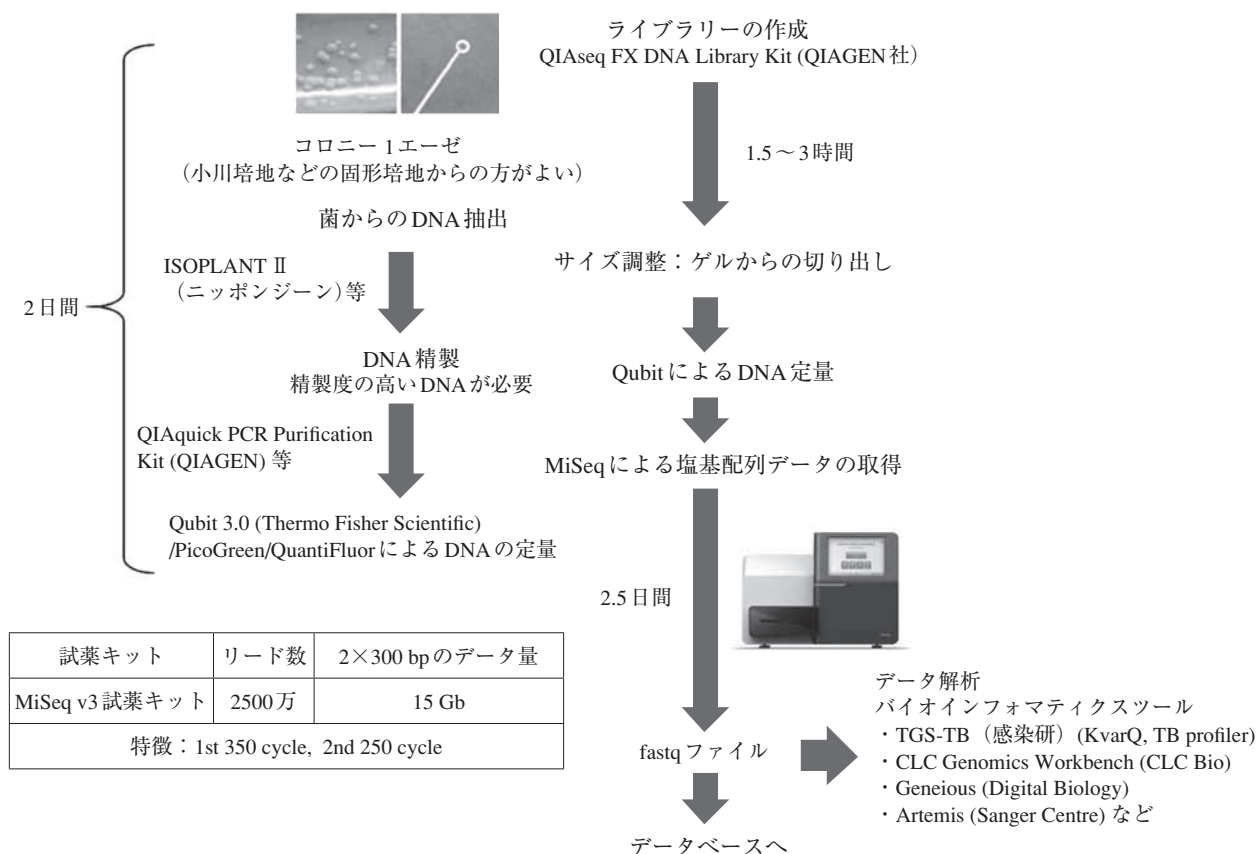 コロニー 1エーゼ
（小川培地などの固形培地からの方がよい）
菌からのDNA抽出
ISOPLANT Ⅱ
（ニッポンジーン）等
2日間
DNA精製
精製度の高いDNAが必要
QIAquick PCR Purification
Kit (QIAGEN) 等
Qubit 3.0 (Thermo Fisher Scientific)
/PicoGreen/QuantiFluorによるDNAの定量
ライブラリーの作成
QIAseq FX DNA Library Kit (QIAGEN社）
1.5～3時間
サイズ調整：ゲルからの切り出し
QubitによるDNA定量
MiSeqによる塩基配列データの取得
2.5日間
fastqファイル
データベースへ
データ解析
バイオインフォマティクスツール
・TGS-TB（感染研）(KvarQ, TB profiler)
・CLC Genomics Workbench (CLC Bio)
・Geneious (Digital Biology)
・Artemis (Sanger Centre) など
試薬キット リード数 2×300 bpのデータ量
MiSeq v3試薬キット 2500万 15 Gb
特徴：1st 350 cycle, 2nd 250 cycle